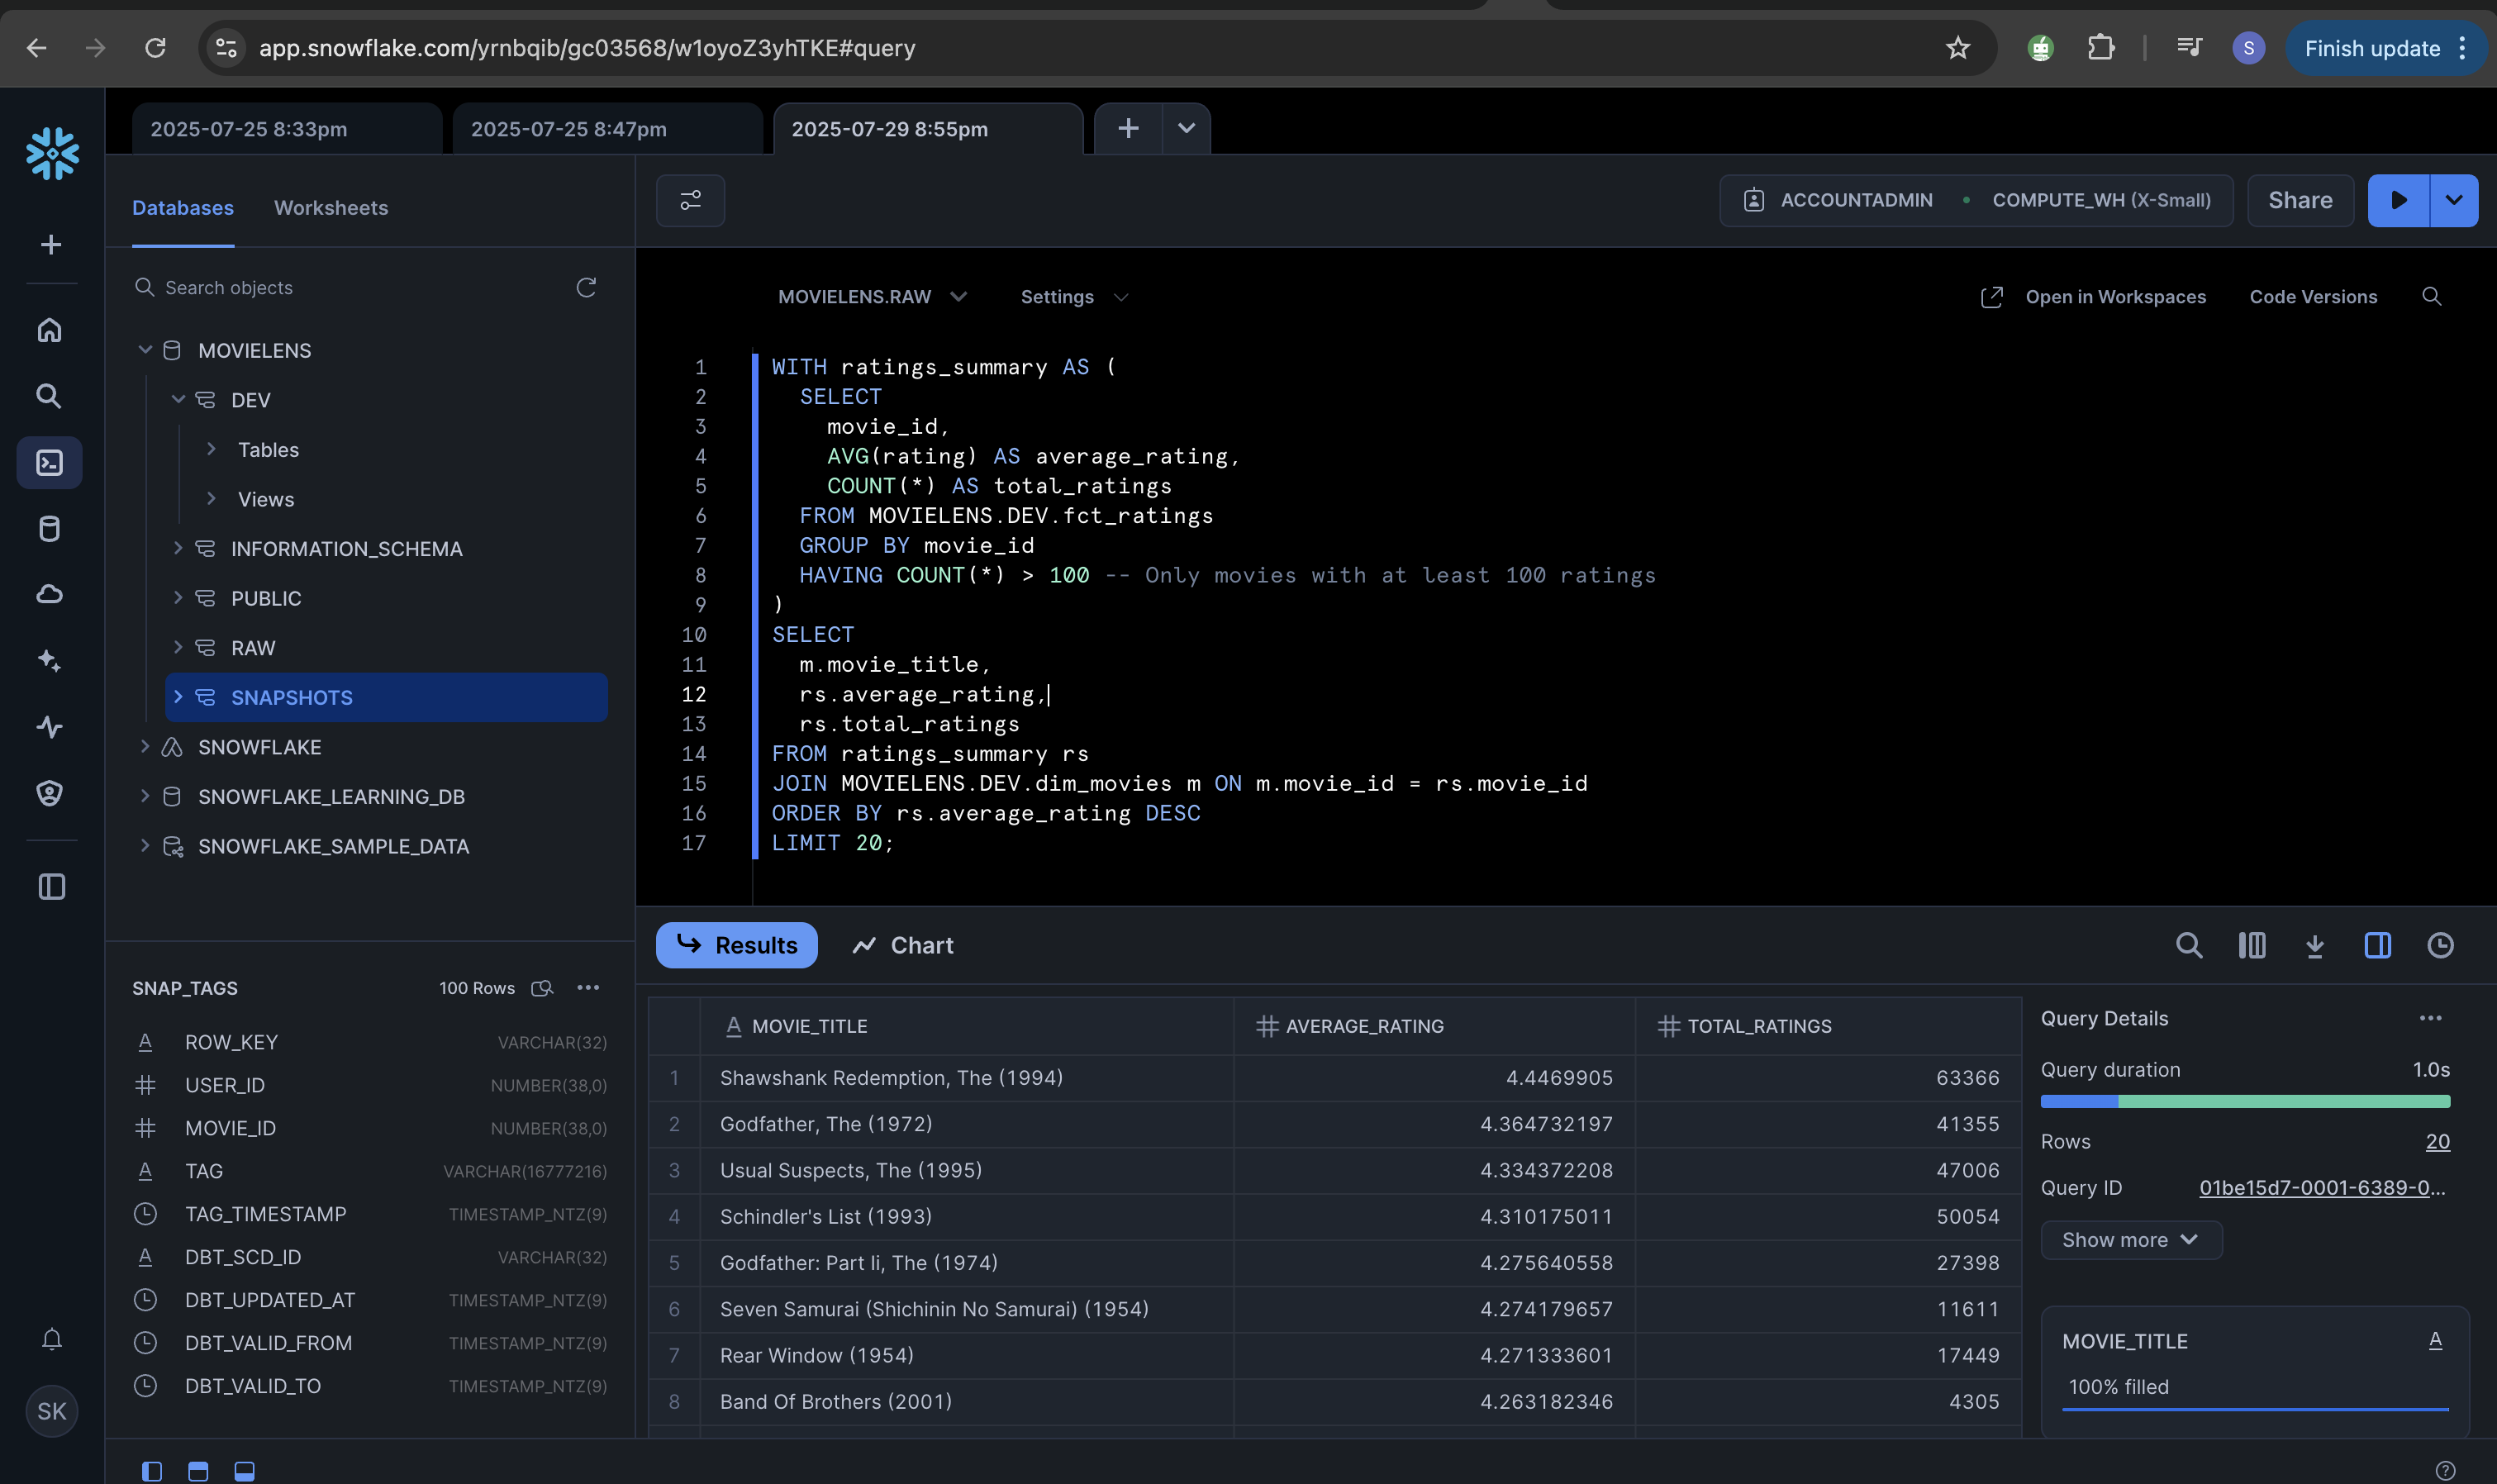 app.snowflake.com/yrnbqib/gc03568/w1oyoZ3yhTKE#query
S
Finish update
2025-07-25 8:33pm
2025-07-25 8:47pm
2025-07-29 8:55pm
Databases
Worksheets
ACCOUNTADMIN
COMPUTE_WH (X-Small)
Share
Search objects
MOVIELENS
DEV
Tables
Views
INFORMATION_SCHEMA
PUBLIC
RAW
SNAPSHOTS
SNOWFLAKE
SNOWFLAKE_LEARNING_DB
SNOWFLAKE_SAMPLE_DATA
MOVIELENS.RAW
Settings
Open in Workspaces
Code Versions
1 WITH ratings_summary AS (
2 SELECT
3 movie_id,
4 AVG(rating) AS average_rating,
5 COUNT(*) AS total_ratings
6 FROM MOVIELENS.DEV.fct_ratings
7 GROUP BY movie_id
8 HAVING COUNT(*) > 100 -- Only movies with at least 100 ratings
9 )
10 SELECT
11 m.movie_title,
12 rs.average_rating,
13 rs.total_ratings
14 FROM ratings_summary rs
15 JOIN MOVIELENS.DEV.dim_movies m ON m.movie_id = rs.movie_id
16 ORDER BY rs.average_rating DESC
17 LIMIT 20;
SNAP_TAGS 100 Rows
A ROW_KEY VARCHAR(32)
USER_ID NUMBER(38,0)
MOVIE_ID NUMBER(38,0)
A TAG VARCHAR(16777216)
TAG_TIMESTAMP TIMESTAMP_NTZ(9)
A DBT_SCD_ID VARCHAR(32)
DBT_UPDATED_AT TIMESTAMP_NTZ(9)
DBT_VALID_FROM TIMESTAMP_NTZ(9)
DBT_VALID_TO TIMESTAMP_NTZ(9)
SK
Results
Chart
A MOVIE_TITLE # AVERAGE_RATING # TOTAL_RATINGS
1 Shawshank Redemption, The (1994) 4.4469905 63366
2 Godfather, The (1972) 4.364732197 41355
3 Usual Suspects, The (1995) 4.334372208 47006
4 Schindler's List (1993) 4.310175011 50054
5 Godfather: Part Ii, The (1974) 4.275640558 27398
6 Seven Samurai (Shichinin No Samurai) (1954) 4.274179657 11611
7 Rear Window (1954) 4.271333601 17449
8 Band Of Brothers (2001) 4.263182346 4305
Query Details
Query duration 1.0s
Rows 20
Query ID 01be15d7-0001-6389-0...
Show more
MOVIE_TITLE A
100% filled